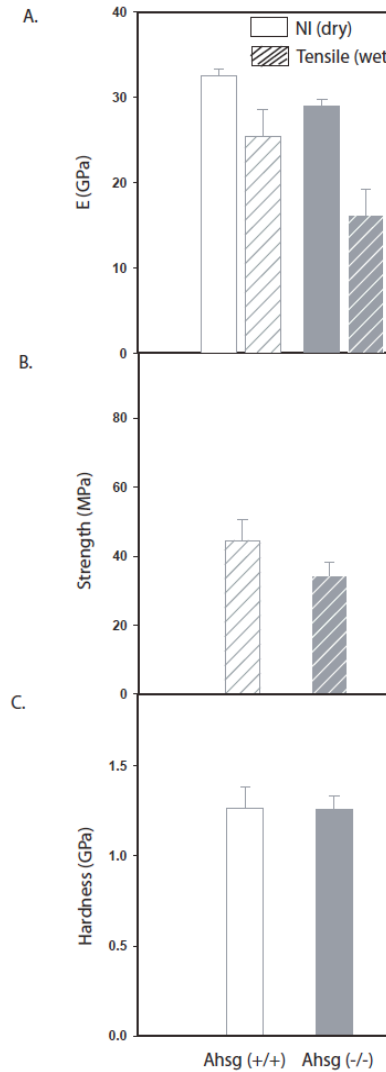 A.
40
30
20
10
0
E (GPa)
NI (dry)
Tensile (wet
B.
80
60
40
20
0
Strength (MPa)
C.
1.5
1.0
0.5
0.0
Hardness (GPa)
Ahsg (+/+) Ahsg (-/-)